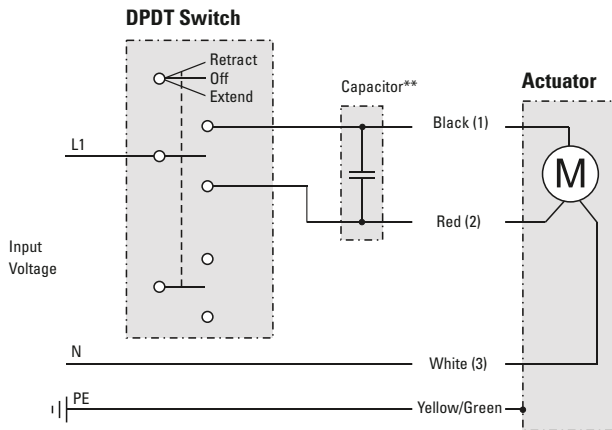 DPDT Switch
Retract
Off
Extend
Capacitor**
Actuator
Black (1)
L1
M
Red (2)
Input
Voltage
N
White (3)
PE
Yellow/Green